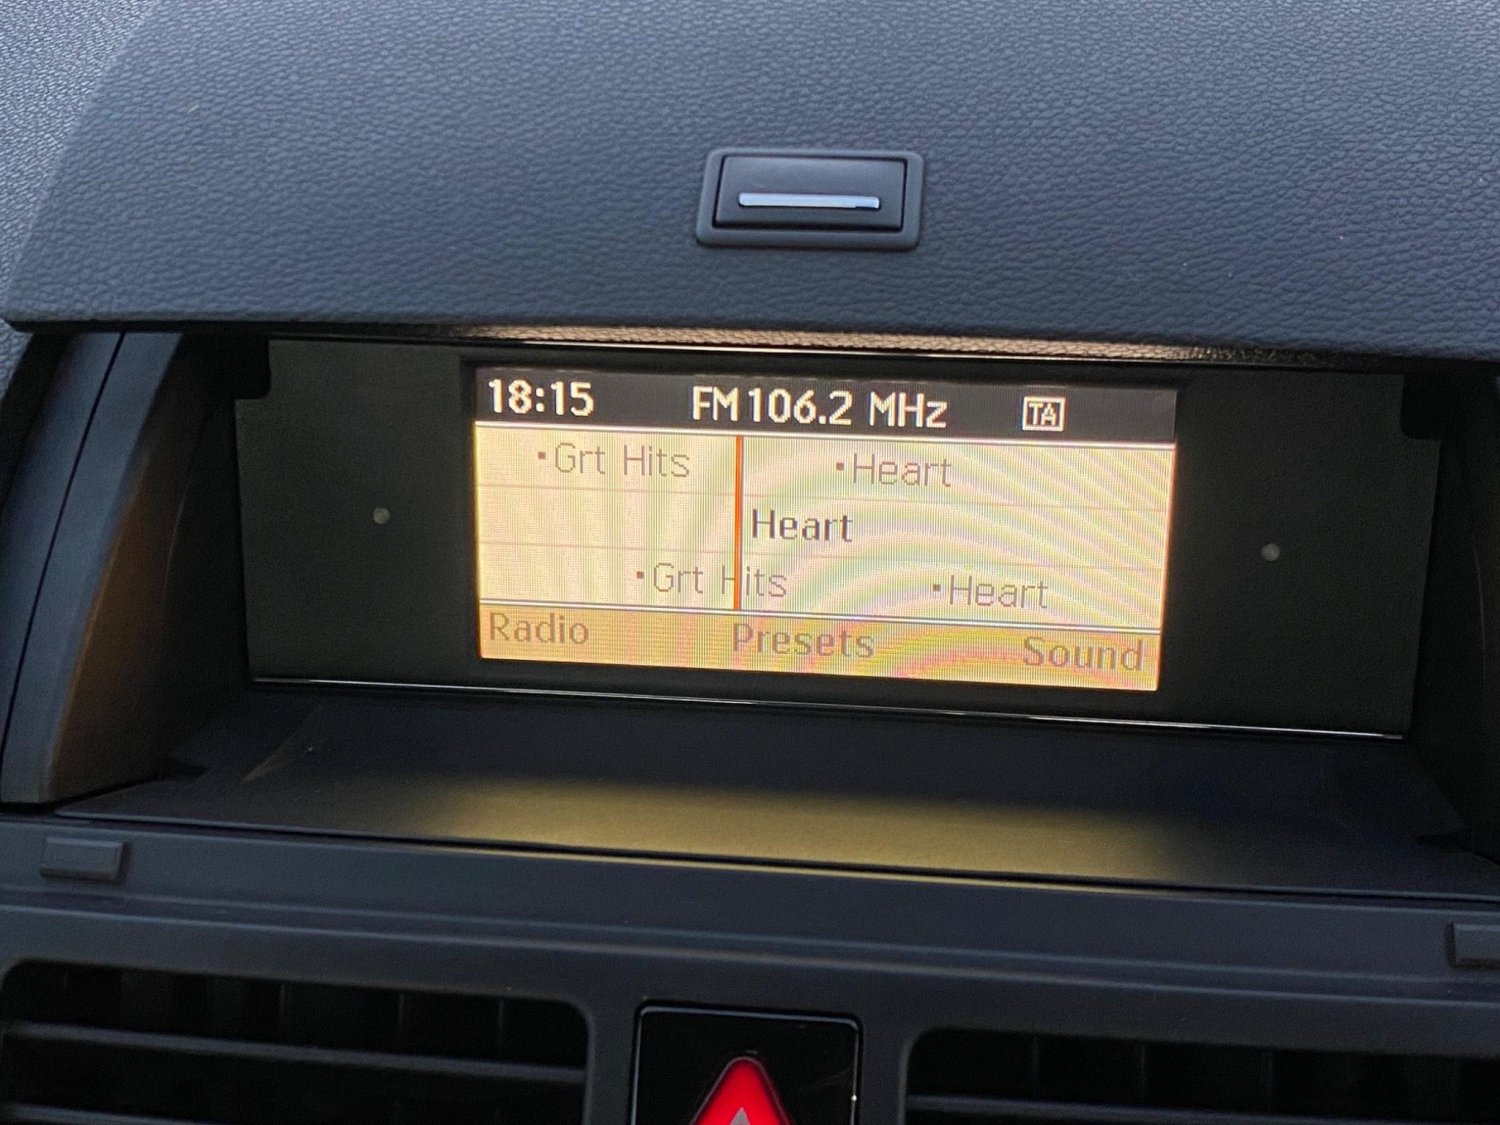 18:15 FM 106.2 MHz TA
·Grt Hits ·Heart
Heart
·Grt Hits ·Heart
Radio Presets Sound